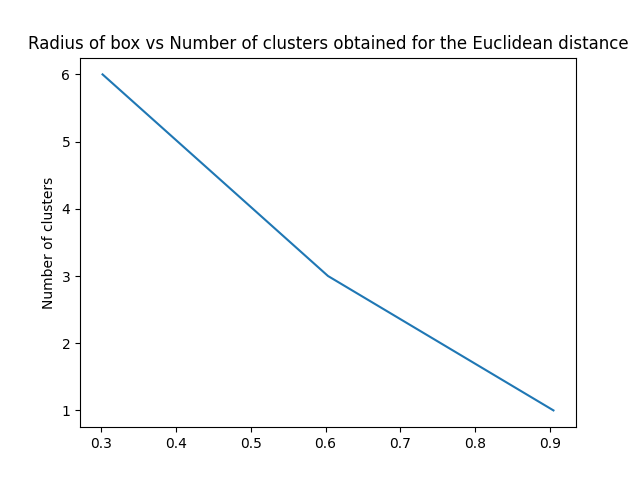 Radius of box vs Number of clusters obtained for the Euclidean distance
6
5
4
3
2
1
Number of clusters
0.3 0.4 0.5 0.6 0.7 0.8 0.9